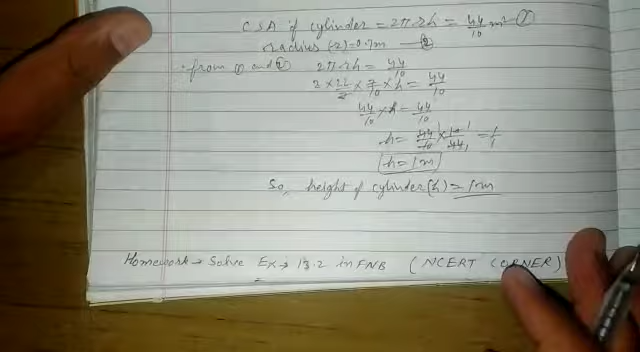 CSA if cylinder = 2πrh = 44/10 m² ①
radius (r) = 0.7m — ②
from ① and ② 2πrh = 44/10
2 × 22/7 × 7/10 × h = 44/10
44/10 × h = 44/10
h = 44/10 × 10/44 = 1/1
h = 1m
So, height of cylinder (h) = 1m
Homework → Solve Ex → 13.2 in FNB (NCERT CORNER)